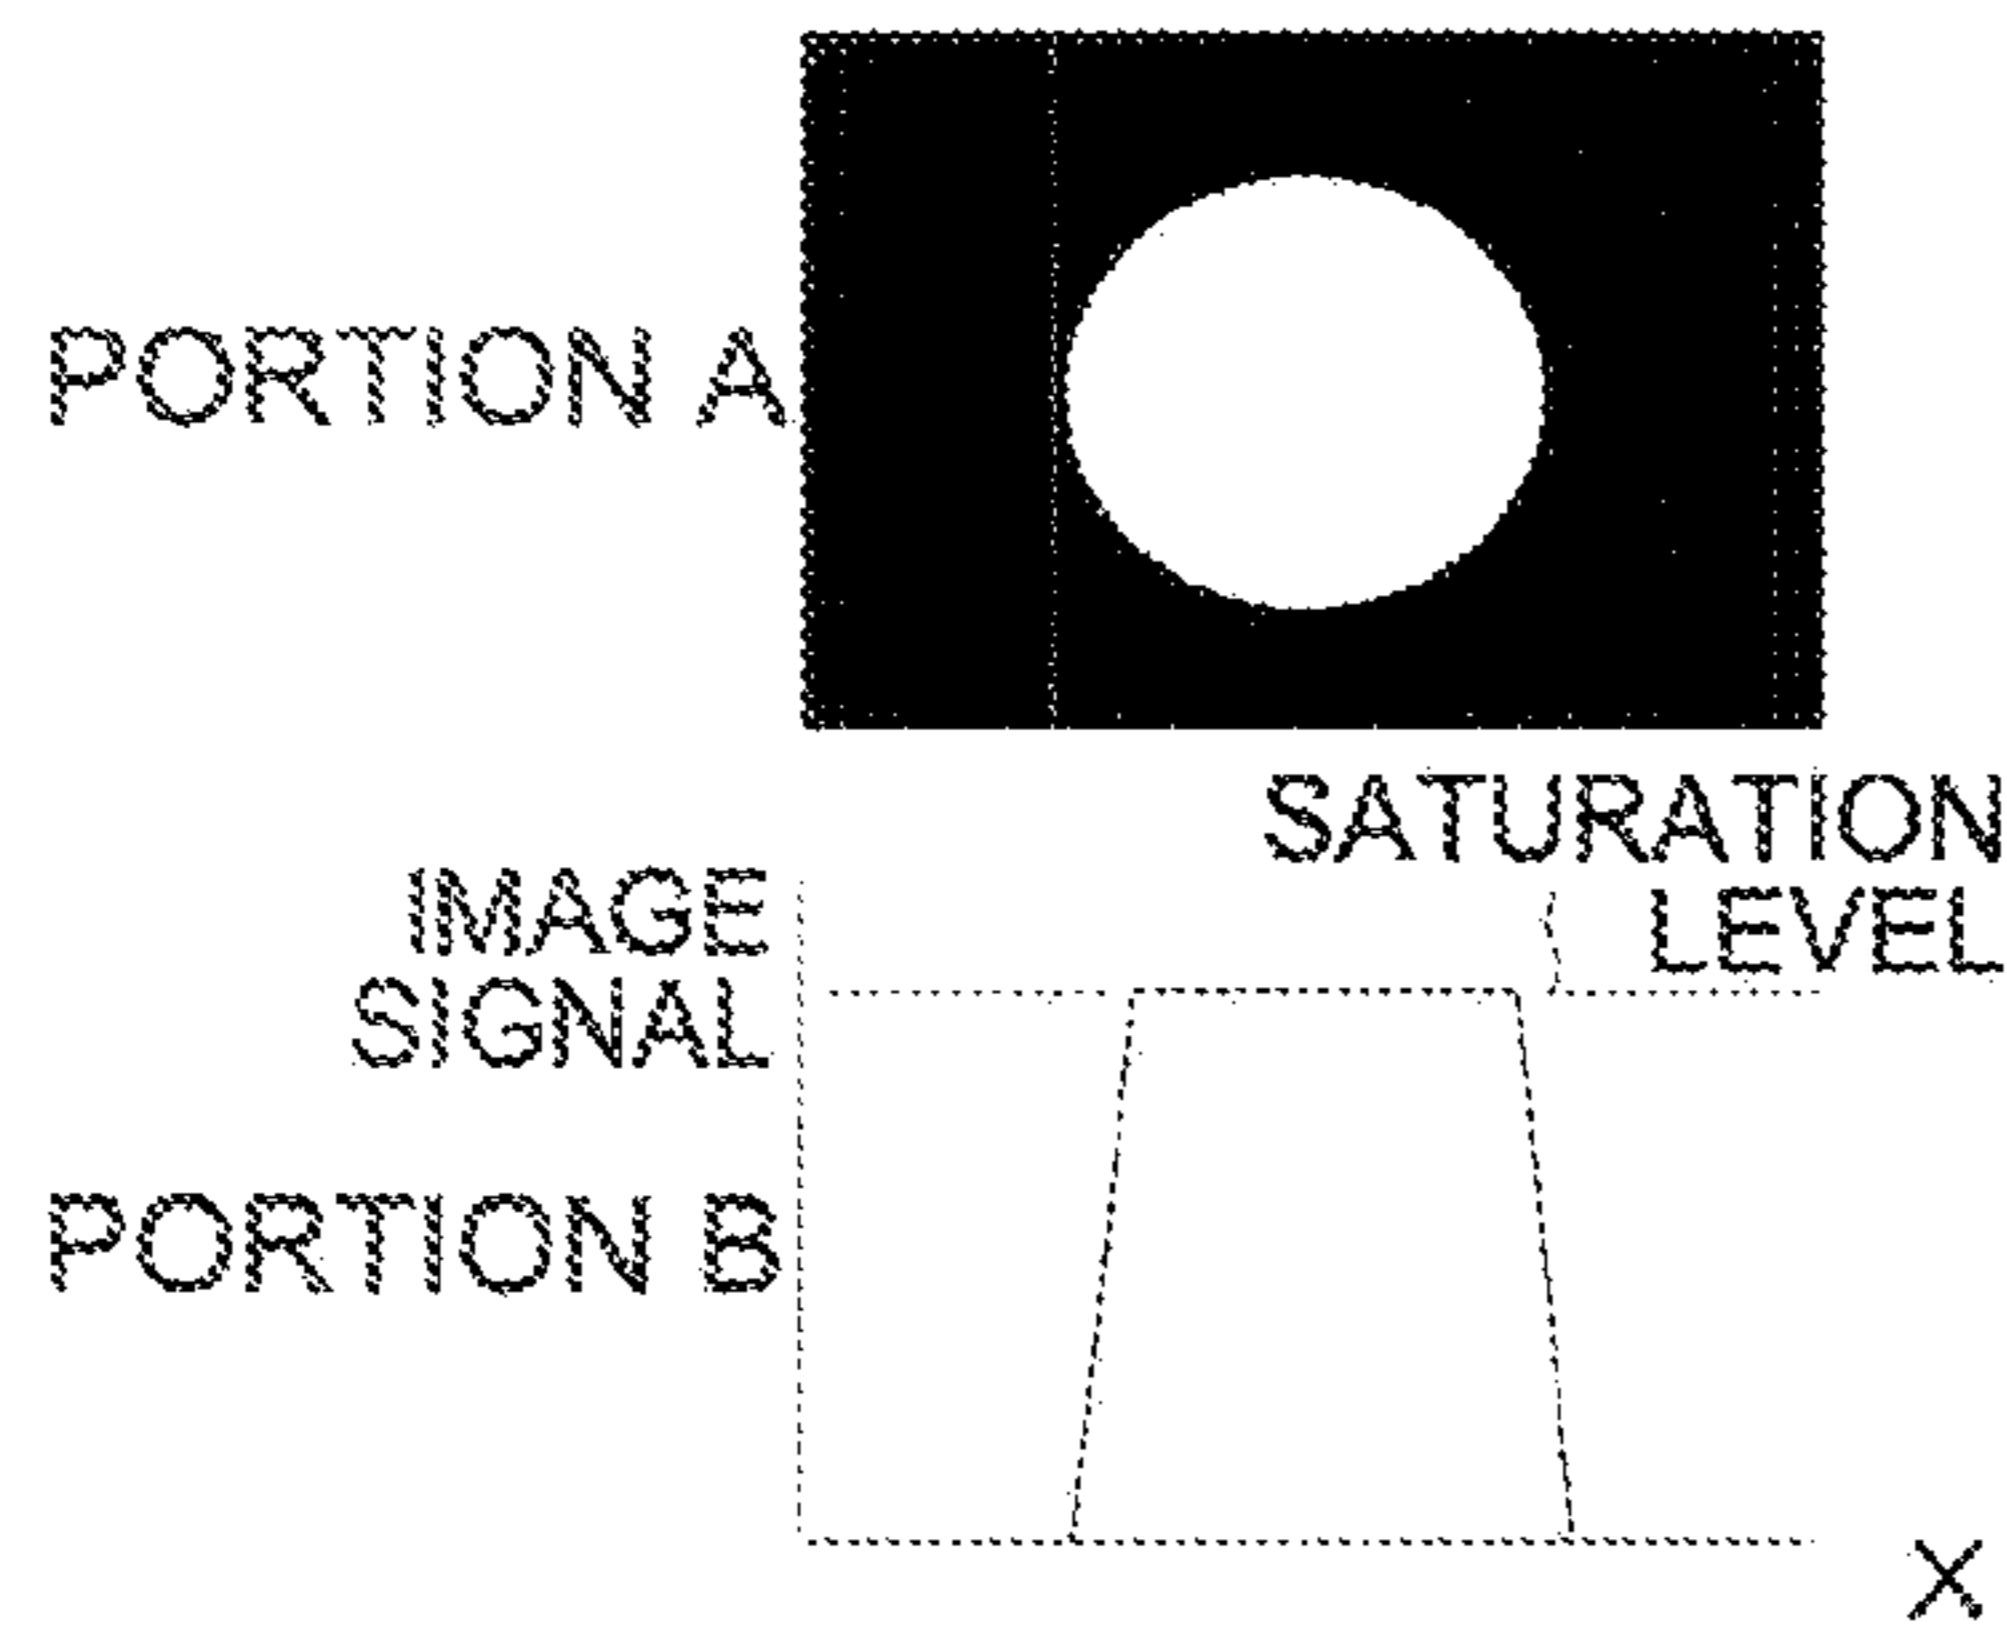 PORTION A
SATURATION
LEVEL
IMAGE
SIGNAL
PORTION B
X